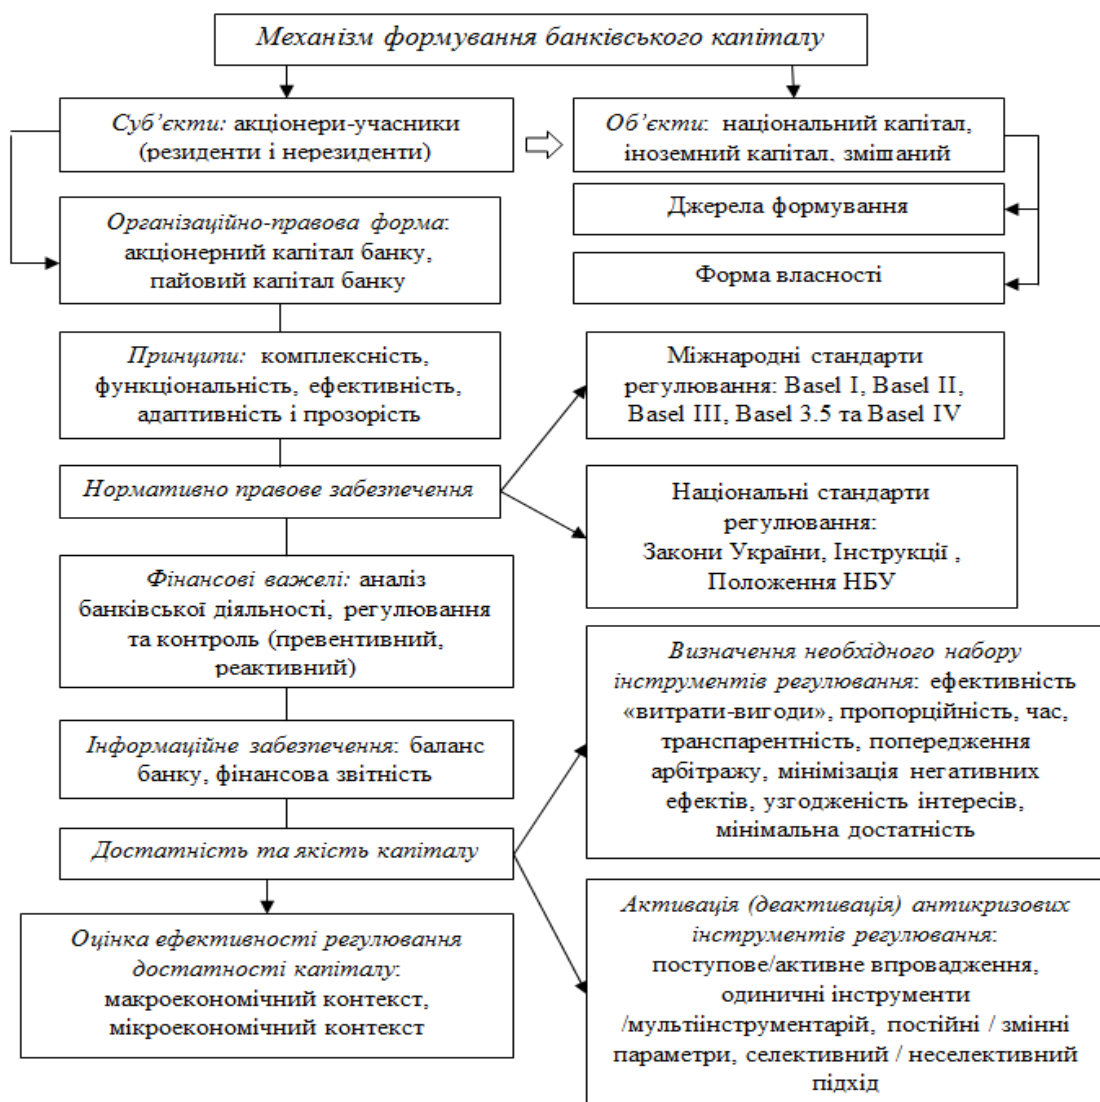 Механізм формування банківського капіталу
Суб’єкти: акціонери-учасники
(резиденти і нерезиденти)
Об’єкти: національний капітал,
іноземний капітал, змішаний
Джерела формування
Форма власності
Організаційно-правова форма:
акціонерний капітал банку,
пайовий капітал банку
Принципи: комплексність,
функціональність, ефективність,
адаптивність і прозорість
Міжнародні стандарти
регулювання: Basel I, Basel II,
Basel III, Basel 3.5 та Basel IV
Нормативно правове забезпечення
Національні стандарти
регулювання:
Закони України, Інструкції ,
Положення НБУ
Фінансові важелі: аналіз
банківської діяльності, регулювання
та контроль (превентивний,
реактивний)
Визначення необхідного набору
інструментів регулювання: ефективність
«витрати-вигоди», пропорційність, час,
транспарентність, попередження
арбітражу, мінімізація негативних
ефектів, узгодженість інтересів,
мінімальна достатність
Інформаційне забезпечення: баланс
банку, фінансова звітність
Достатність та якість капіталу
Активація (деактивація) антикризових
інструментів регулювання:
поступове/активне впровадження,
одиничні інструменти
/мультіінструментарій, постійні / змінні
параметри, селективний / неселективний
підхід
Оцінка ефективності регулювання
достатності капіталу:
макроекономічний контекст,
мікроекономічний контекст